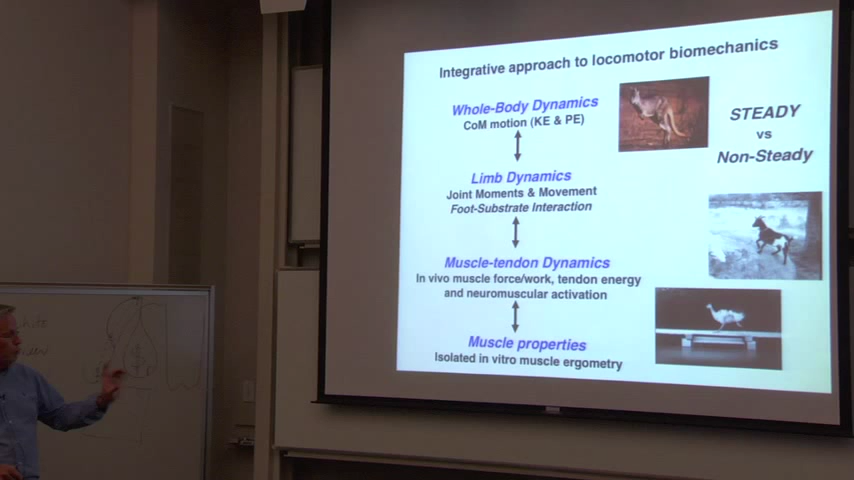 Integrative approach to locomotor biomechanics
Whole-Body Dynamics
CoM motion (KE & PE)
STEADY
vs
Non-Steady
Limb Dynamics
Joint Moments & Movement
Foot-Substrate Interaction
Muscle-tendon Dynamics
In vivo muscle force/work, tendon energy
and neuromuscular activation
Muscle properties
Isolated in vitro muscle ergometry